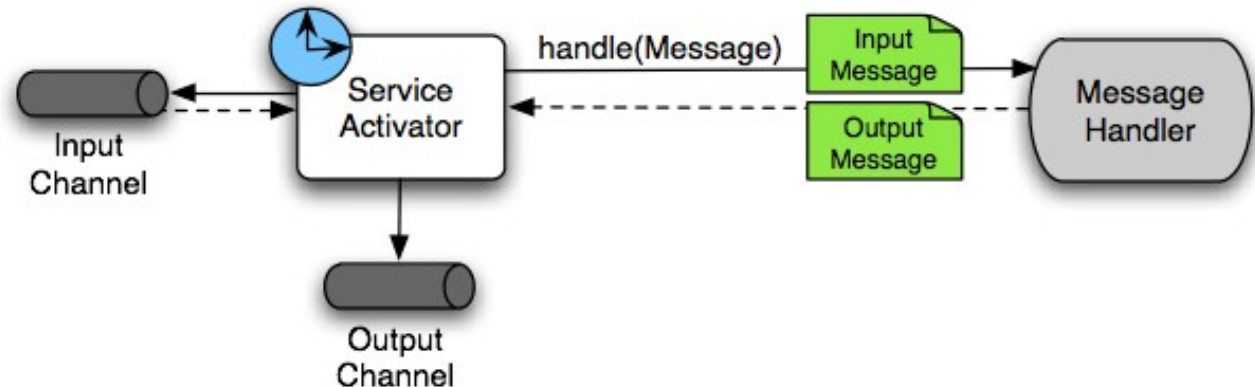 handle(Message)
Input
Message
Service
Activator
Message
Handler
Input
Channel
Output
Message
Output
Channel